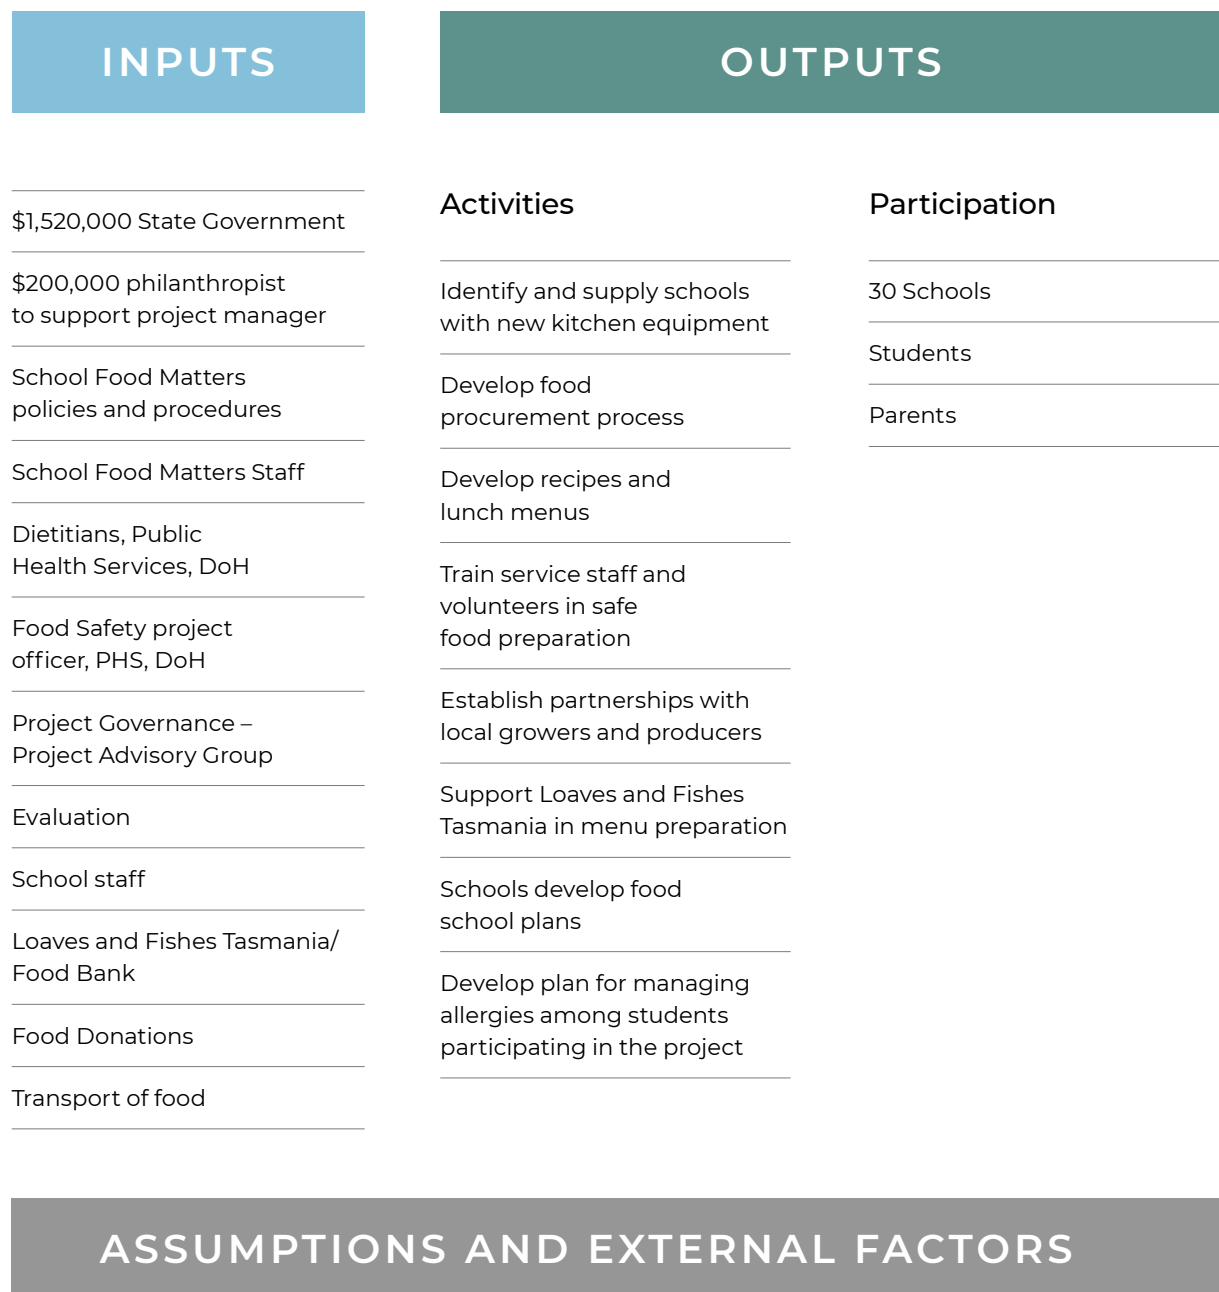 INPUTS
$1,520,000 State Government
$200,000 philanthropist
to support project manager
School Food Matters
policies and procedures
School Food Matters Staff
Dietitians, Public
Health Services, DoH
Food Safety project
officer, PHS, DoH
Project Governance –
Project Advisory Group
Evaluation
School staff
Loaves and Fishes Tasmania/
Food Bank
Food Donations
Transport of food
OUTPUTS
Activities
Identify and supply schools
with new kitchen equipment
Develop food
procurement process
Develop recipes and
lunch menus
Train service staff and
volunteers in safe
food preparation
Establish partnerships with
local growers and producers
Support Loaves and Fishes
Tasmania in menu preparation
Schools develop food
school plans
Develop plan for managing
allergies among students
participating in the project
Participation
30 Schools
Students
Parents
ASSUMPTIONS AND EXTERNAL FACTORS